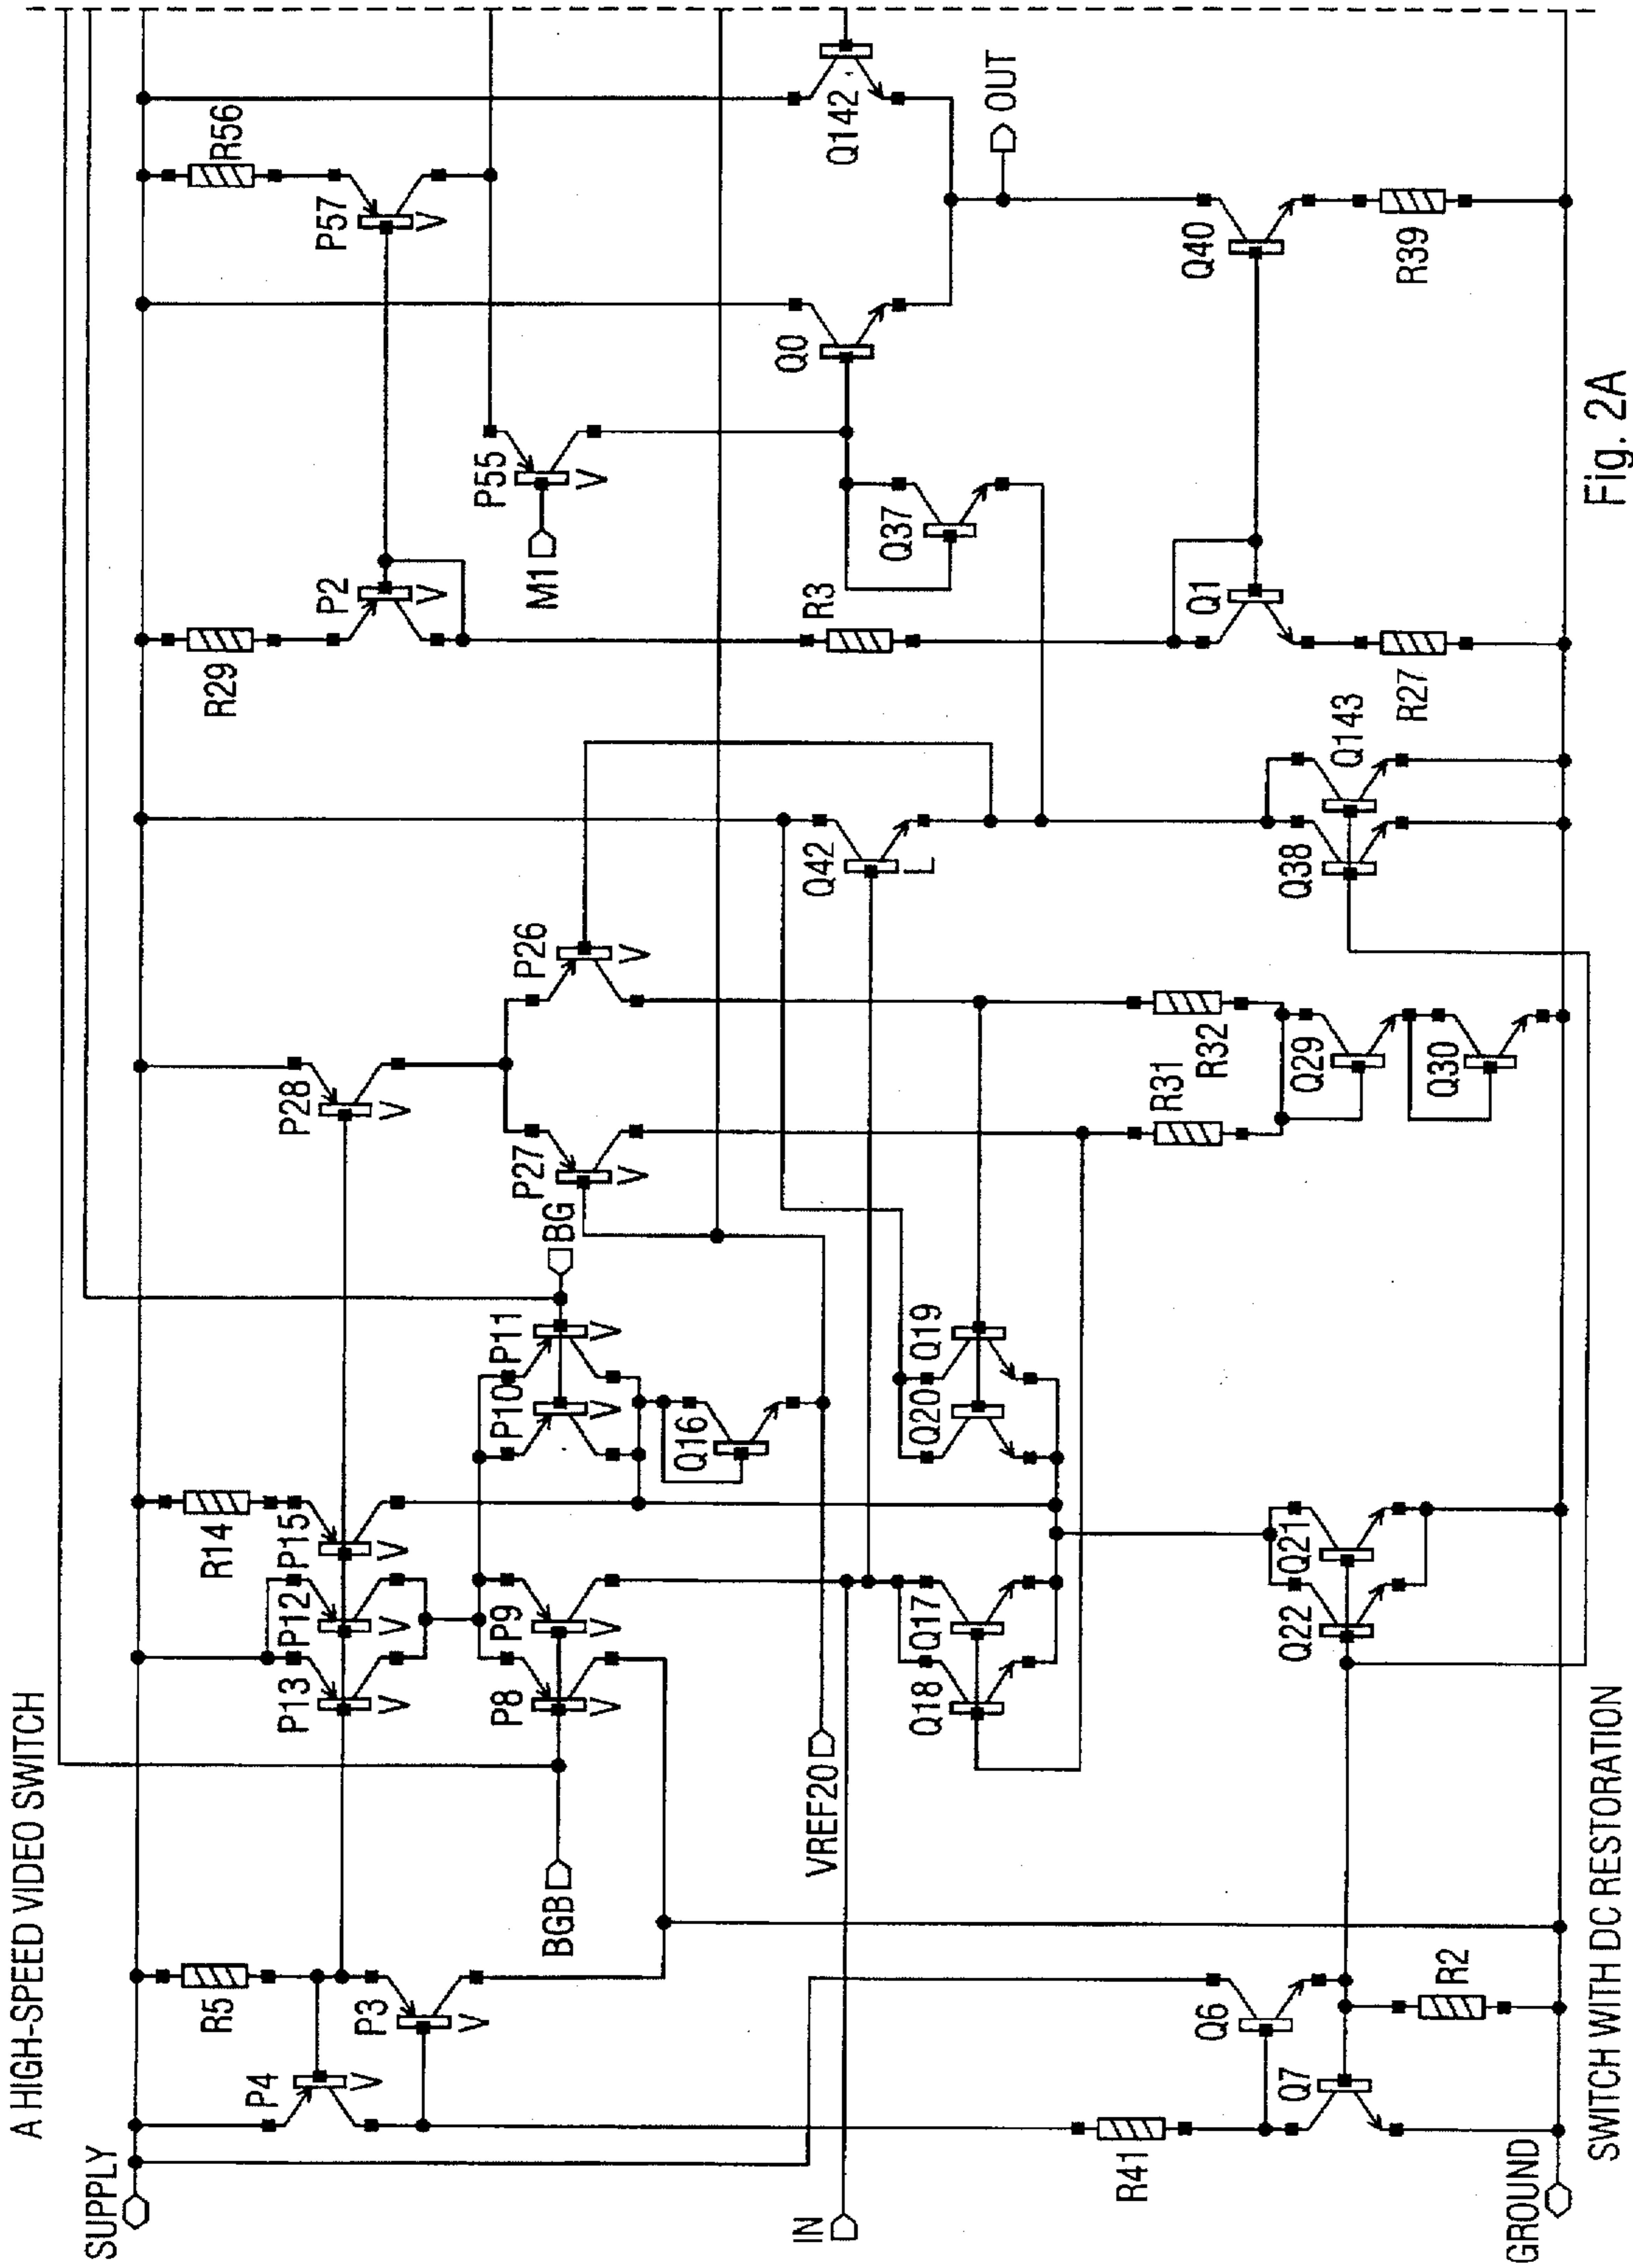 A HIGH-SPEED VIDEO SWITCH
SUPPLY
R5
P4
P3
V
V
BGB
IN
R41
Q6
Q7
R2
GROUND
SWITCH WITH DC RESTORATION
P13
P12
P15
R14
V
V
V
P8
P9
V
V
P10
P11
V
V
BG
Q16
VREF20
Q18
Q17
Q20
Q19
Q22
Q21
P28
V
P27
V
P26
V
R31
R32
Q29
Q30
Q42
L
Q38
Q143
R29
P2
V
R3
Q1
R27
M1
P55
V
Q37
Q0
P57
V
R56
Q142
OUT
Q40
R39
Fig. 2A